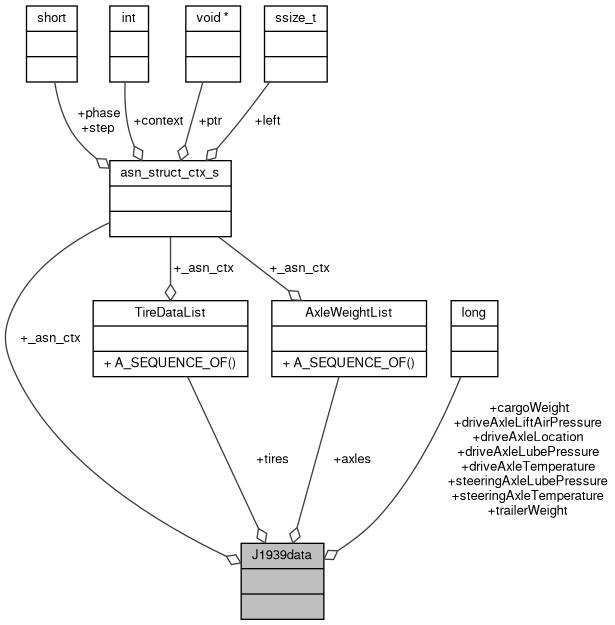 short
int
void *
ssize_t
+phase
+step
+context
+ptr
+left
asn_struct_ctx_s
+_asn_ctx
+_asn_ctx
TireDataList
+ A_SEQUENCE_OF()
AxleWeightList
+ A_SEQUENCE_OF()
long
+_asn_ctx
+tires
+axles
+cargoWeight
+driveAxleLiftAirPressure
+driveAxleLocation
+driveAxleLubePressure
+driveAxleTemperature
+steeringAxleLubePressure
+steeringAxleTemperature
+trailerWeight
J1939data